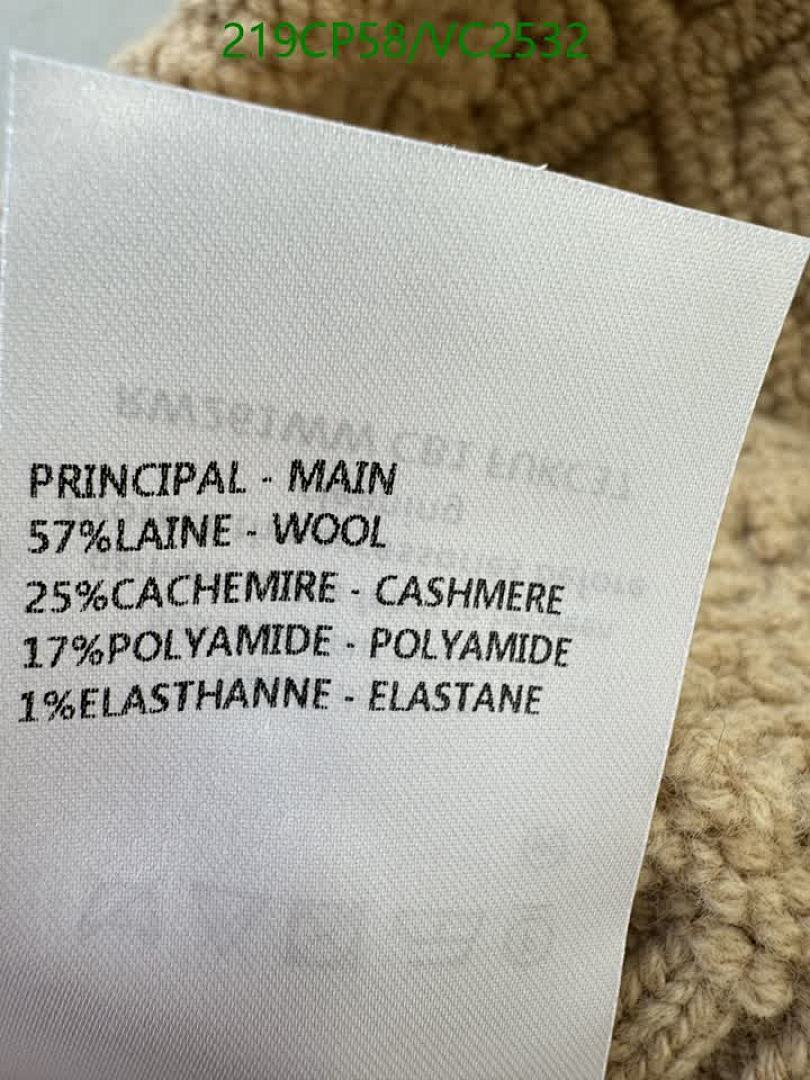 219CP58/VC2532
PRINCIPAL - MAIN
57%LAINE - WOOL
25%CACHEMIRE - CASHMERE
17%POLYAMIDE - POLYAMIDE
1%ELASTHANNE - ELASTANE